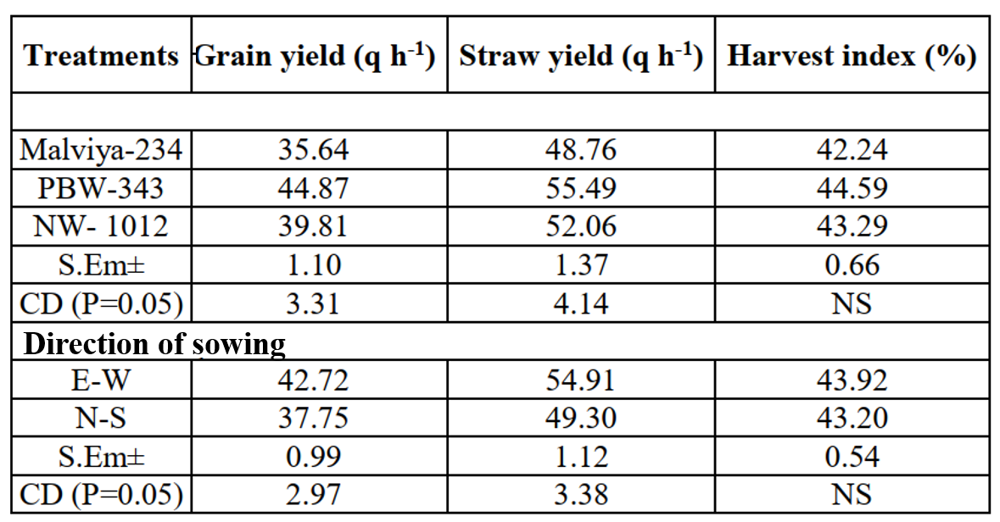 Treatments Grain yield (q h-1) Straw yield (q h-1) Harvest index (%)
Malviya-234 35.64 48.76 42.24
PBW-343 44.87 55.49 44.59
NW- 1012 39.81 52.06 43.29
S.Em± 1.10 1.37 0.66
CD (P=0.05) 3.31 4.14 NS
Direction of sowing
E-W 42.72 54.91 43.92
N-S 37.75 49.30 43.20
S.Em± 0.99 1.12 0.54
CD (P=0.05) 2.97 3.38 NS